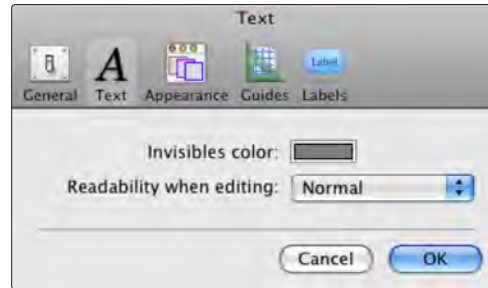 Text
General Text Appearance Guides Label Labels
Invisibles color:
Readability when editing: Normal
Cancel OK